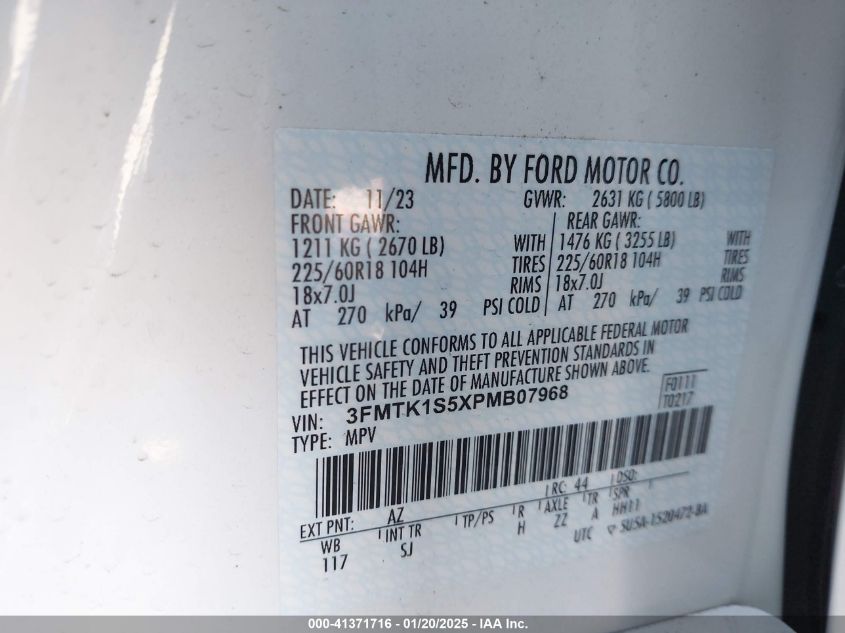 MFD. BY FORD MOTOR CO.
DATE: 11/23 GVWR: 2631 KG ( 5800 LB)
FRONT GAWR: REAR GAWR:
1211 KG ( 2670 LB) WITH 1476 KG ( 3255 LB) WITH
225/60R18 104H TIRES 225/60R18 104H TIRES
18x7.0J RIMS 18x7.0J RIMS
AT 270 kPa/ 39 PSI COLD AT 270 kPa/ 39 PSI COLD
THIS VEHICLE CONFORMS TO ALL APPLICABLE FEDERAL MOTOR
VEHICLE SAFETY AND THEFT PREVENTION STANDARDS IN
EFFECT ON THE DATE OF MANUFACTURE SHOWN ABOVE.
VIN: 3FMTK1S5XPMB07968 F0111
TYPE: MPV T0217
EXT PNT: AZ RC: 44 DSO:
WB INT TR TP/PS R AXLE TR SPR
117 SJ H ZZ A HH11
UTC SU5A-1520472-BA
000-41371716 — 01/20/2025 — IAA Inc.